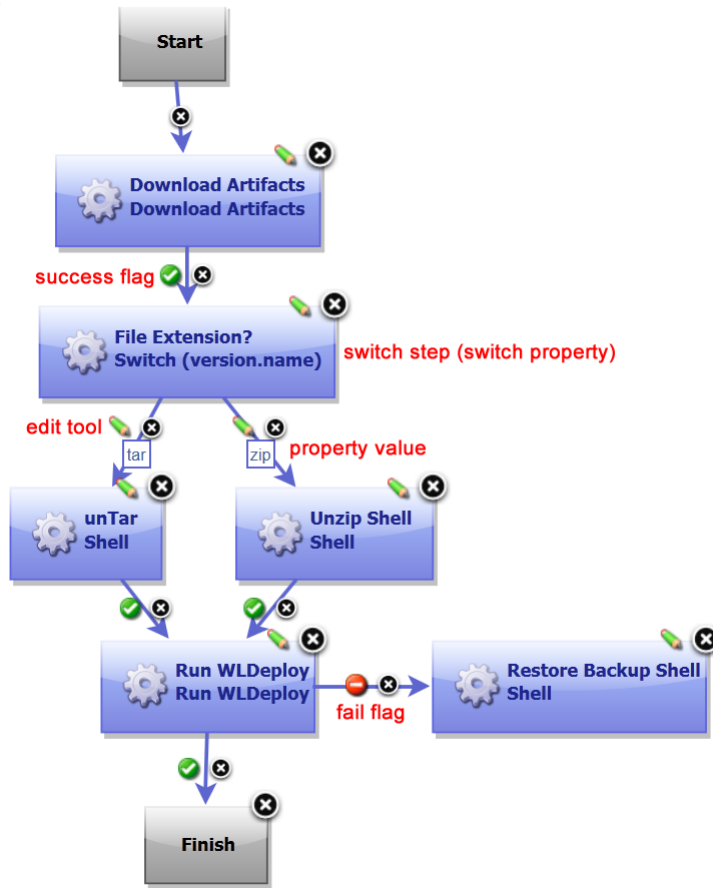 Start
Download Artifacts
Download Artifacts
success flag
File Extension?
Switch (version.name)
switch step (switch property)
edit tool
tar
zip
property value
unTar
Shell
Unzip Shell
Shell
Run WLDeploy
Run WLDeploy
fail flag
Restore Backup Shell
Shell
Finish